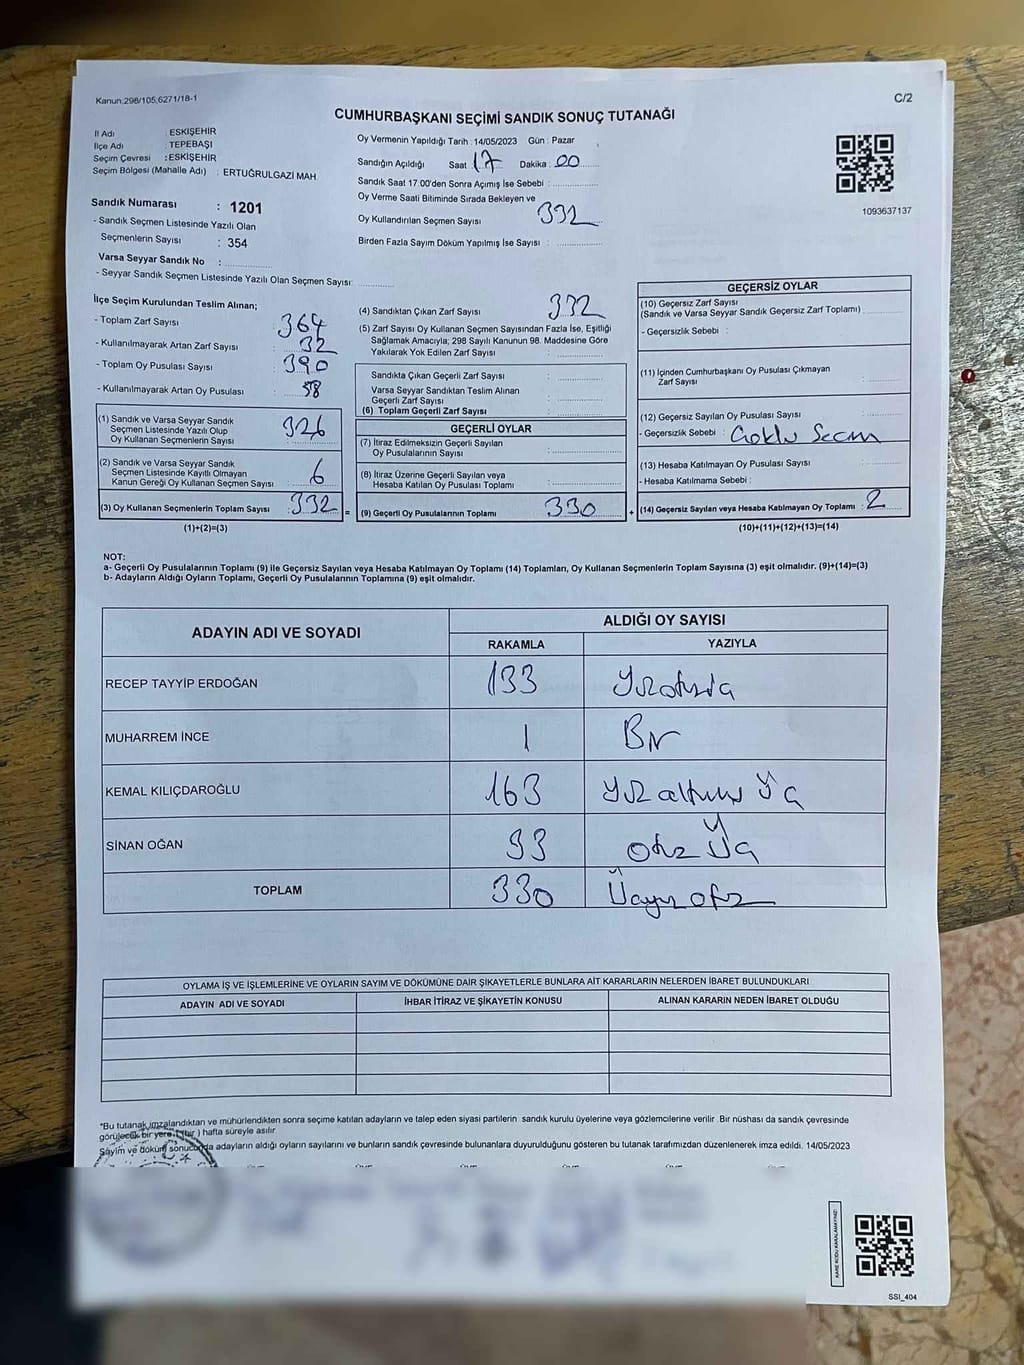 Kanun.298/105,6271/18-1
C/2
CUMHURBAŞKANI SEÇİMİ SANDIK SONUÇ TUTANAĞI
İl Adı : ESKİŞEHİR
İlçe Adı : TEPEBAŞI
Seçim Çevresi : ESKİŞEHİR
Seçim Bölgesi (Mahalle Adı) : ERTUĞRULGAZİ MAH.
Sandık Numarası : 1201
- Sandık Seçmen Listesinde Yazılı Olan
Seçmenlerin Sayısı : 354
Varsa Seyyar Sandık No :
- Seyyar Sandık Seçmen Listesinde Yazılı Olan Seçmen Sayısı:
Oy Vermenin Yapıldığı Tarih : 14/05/2023 Gün : Pazar
Sandığın Açıldığı Saat 17 Dakika : 00
Sandık Saat 17:00'den Sonra Açımış İse Sebebi :
Oy Verme Saati Bitiminde Sırada Bekleyen ve
Oy Kullandırılan Seçmen Sayısı 332
Birden Fazla Sayım Döküm Yapılmış İse Sayısı :
1093637137
İlçe Seçim Kurulundan Teslim Alınan;
- Toplam Zarf Sayısı : 364
- Kullanılmayarak Artan Zarf Sayısı : 32
- Toplam Oy Pusulası Sayısı : 390
- Kullanılmayarak Artan Oy Pusulası : 58
(1) Sandık ve Varsa Seyyar Sandık
Seçmen Listesinde Yazılı Olup
Oy Kullanan Seçmenlerin Sayısı : 326
(2) Sandık ve Varsa Seyyar Sandık
Seçmen Listesinde Kayıtlı Olmayan
Kanun Gereği Oy Kullanan Seçmen Sayısı : 6
(3) Oy Kullanan Seçmenlerin Toplam Sayısı : 332
(1)+(2)=(3)
(4) Sandıktan Çıkan Zarf Sayısı : 332
(5) Zarf Sayısı Oy Kullanan Seçmen Sayısından Fazla İse, Eşitliği
Sağlamak Amacıyla; 298 Sayılı Kanunun 98. Maddesine Göre
Yakılarak Yok Edilen Zarf Sayısı :
Sandıkta Çıkan Geçerli Zarf Sayısı :
Varsa Seyyar Sandıktan Teslim Alınan
Geçerli Zarf Sayısı :
(6) Toplam Geçerli Zarf Sayısı :
=
GEÇERLİ OYLAR
(7) İtiraz Edilmeksizin Geçerli Sayılan
Oy Pusulalarının Sayısı :
(8) İtiraz Üzerine Geçerli Sayılan veya
Hesaba Katılan Oy Pusulası Toplamı :
(9) Geçerli Oy Pusulalarının Toplamı : 330
+
GEÇERSİZ OYLAR
(10) Geçersiz Zarf Sayısı
(Sandık ve Varsa Seyyar Sandık Geçersiz Zarf Toplamı) :
- Geçersizlik Sebebi :
(11) İçinden Cumhurbaşkanı Oy Pusulası Çıkmayan
Zarf Sayısı :
(12) Geçersiz Sayılan Oy Pusulası Sayısı :
- Geçersizlik Sebebi : Çoklu Seçim
(13) Hesaba Katılmayan Oy Pusulası Sayısı :
- Hesaba Katılmama Sebebi :
(14) Geçersiz Sayılan veya Hesaba Katılmayan Oy Toplamı : 2
(10)+(11)+(12)+(13)=(14)
NOT:
a- Geçerli Oy Pusulalarının Toplamı (9) ile Geçersiz Sayılan veya Hesaba Katılmayan Oy Toplamı (14) Toplamları, Oy Kullanan Seçmenlerin Toplam Sayısına (3) eşit olmalıdır. (9)+(14)=(3)
b- Adayların Aldığı Oyların Toplamı, Geçerli Oy Pusulalarının Toplamına (9) eşit olmalıdır.
ADAYIN ADI VE SOYADI
ALDIĞI OY SAYISI
RAKAMLA YAZIYLA
RECEP TAYYİP ERDOĞAN 133
MUHARREM İNCE 1 Bir
KEMAL KILIÇDAROĞLU 163 Yüz altmış Üç
SİNAN OĞAN 33 otuz Üç
TOPLAM 330 Üçyüz otuz
OYLAMA İŞ VE İŞLEMLERİNE VE OYLARIN SAYIM VE DÖKÜMÜNE DAİR ŞİKAYETLERLE BUNLARA AİT KARARLARIN NELERDEN İBARET BULUNDUKLARI
ADAYIN ADI VE SOYADI İHBAR İTİRAZ VE ŞİKAYETİN KONUSU ALINAN KARARIN NEDEN İBARET OLDUĞU
*Bu tutanak imzalandıktan ve mühürlendikten sonra seçime katılan adayların ve talep eden siyasi partilerin sandık kurulu üyelerine veya gözlemcilerine verilir .Bir nüshası da sandık çevresinde
görülecek bir yere 1 (bir ) hafta süreyle asılır.
Sayım ve döküm sonucunda adayların aldığı oyların sayılarını ve bunların sandık çevresinde bulunanlara duyurulduğunu gösteren bu tutanak tarafımızdan düzenlenerek imza edildi. 14/05/2023
KARE KODU KARALAMAYINIZ!
SSI_404